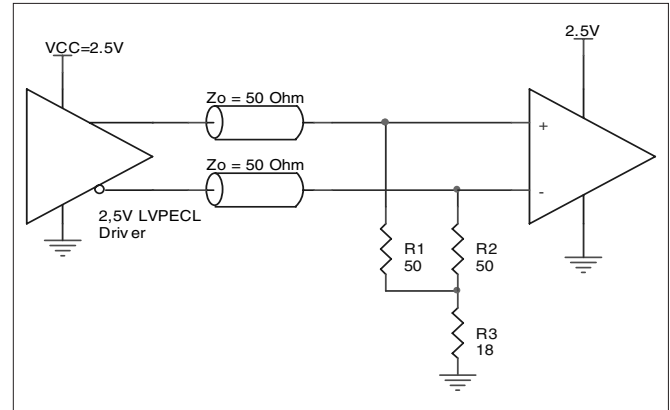 VCC=2.5V
2.5V
Zo = 50 Ohm
+
Zo = 50 Ohm
-
2,5V LVPECL
Driver
R1
50
R2
50
R3
18